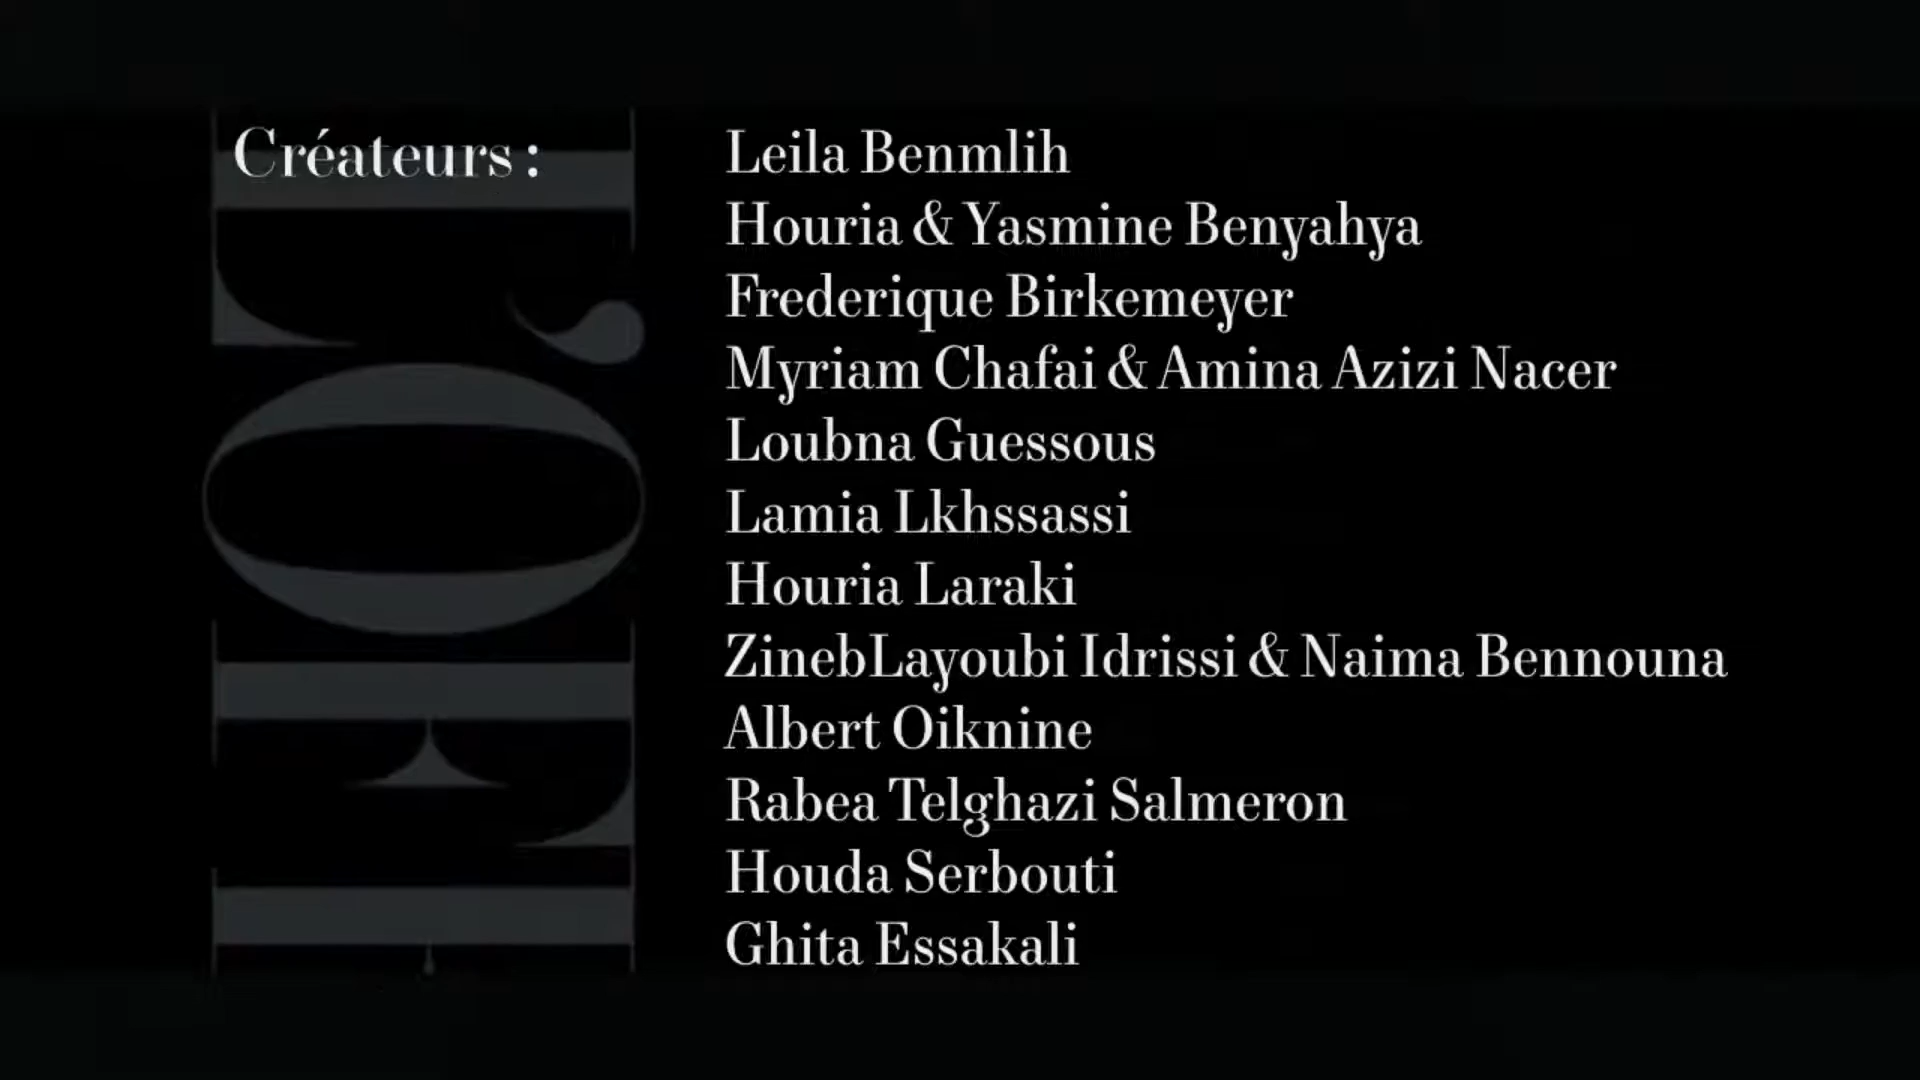 Créateurs :
Leila Benmlih
Houria & Yasmine Benyahya
Frederique Birkemeyer
Myriam Chafai & Amina Azizi Nacer
Loubna Guessous
Lamia Lkhssassi
Houria Laraki
ZinebLayoubi Idrissi & Naima Bennouna
Albert Oiknine
Rabea Telghazi Salmeron
Houda Serbouti
Ghita Essakali